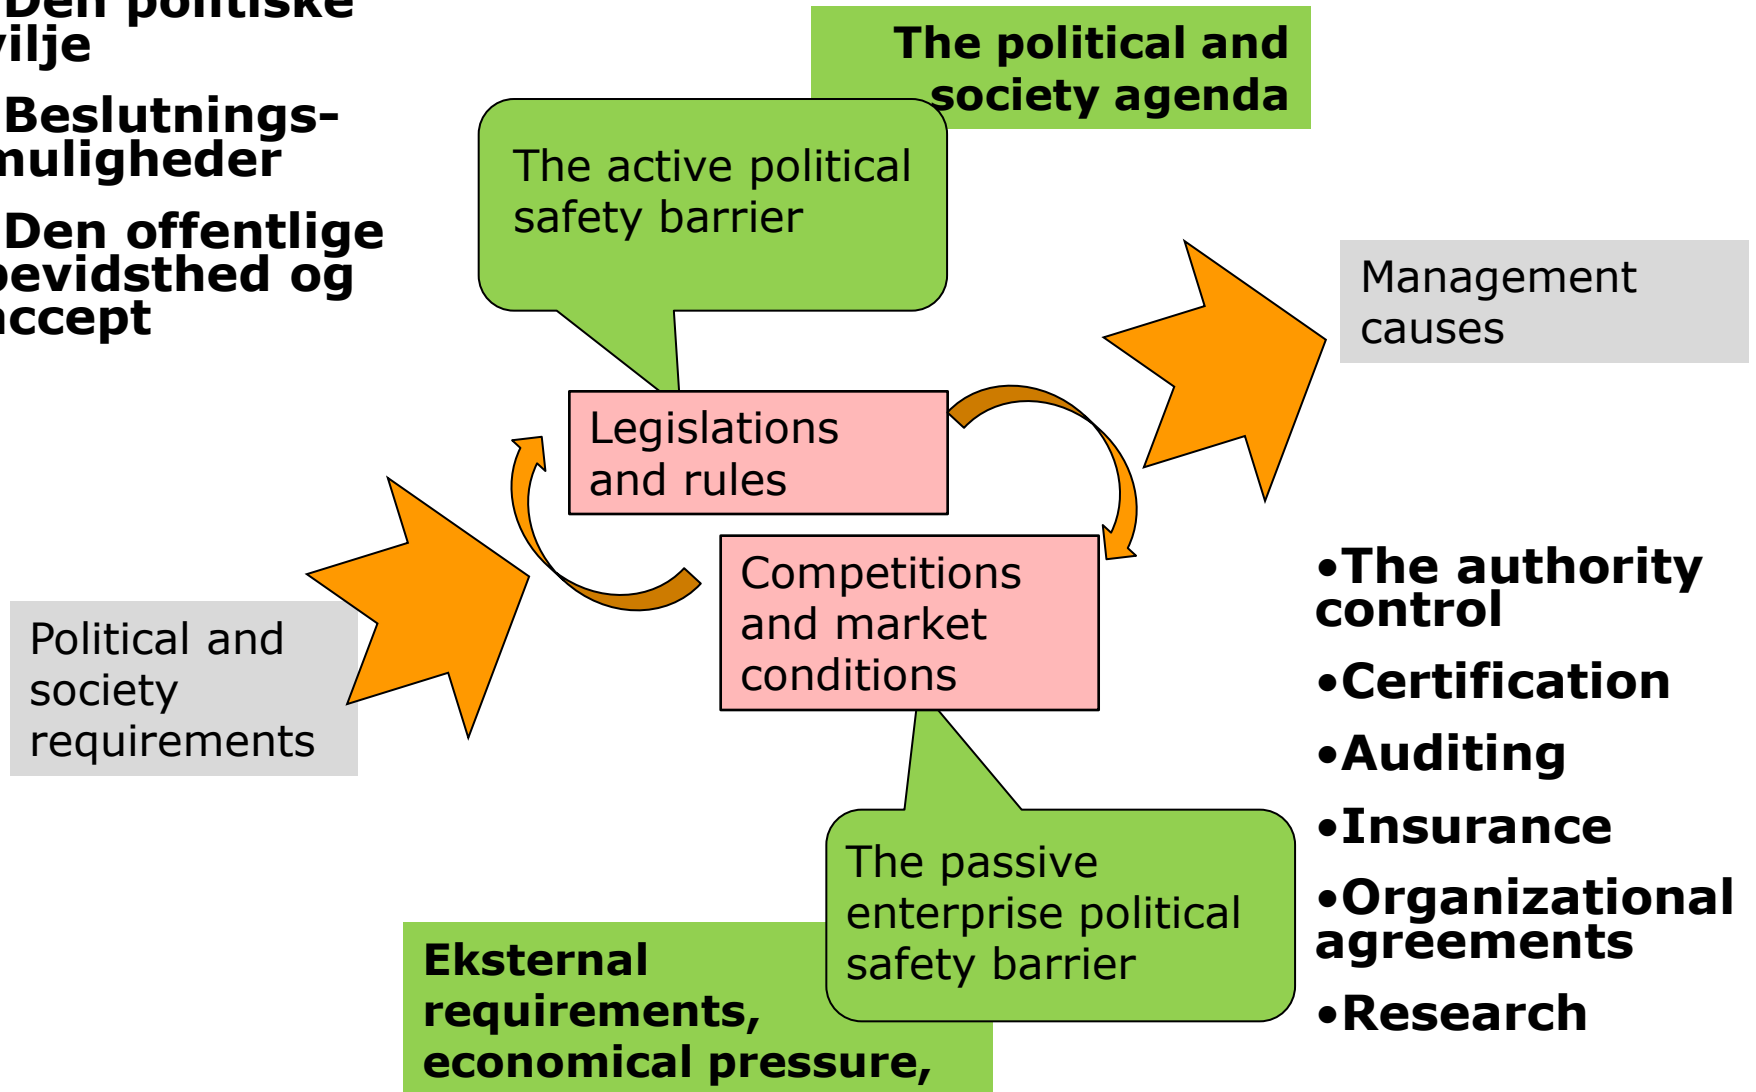 Den politiske
vilje
Beslutnings-
muligheder
Den offentlige
bevidsthed og
accept
The political and
society agenda
The active political
safety barrier
Management
causes
Legislations
and rules
Competitions
and market
conditions
Political and
society
requirements
•The authority
control
•Certification
•Auditing
•Insurance
•Organizational
agreements
•Research
The passive
enterprise political
safety barrier
Eksternal
requirements,
economical pressure,